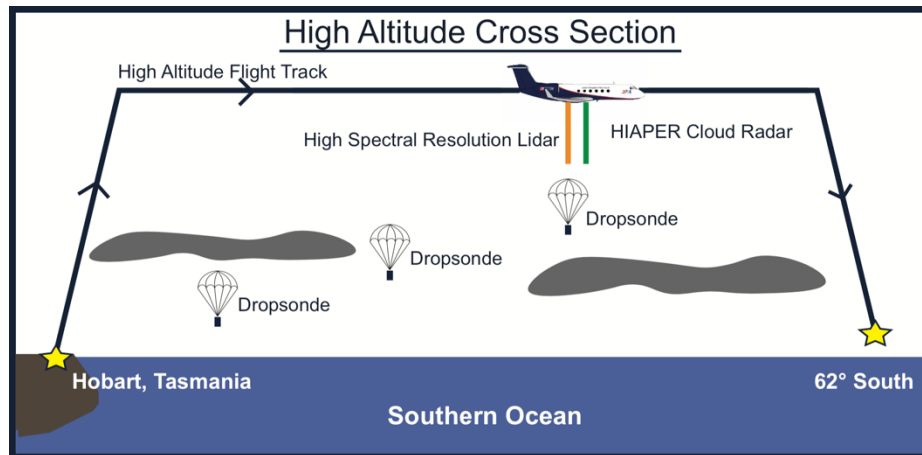 High Altitude Cross Section
High Altitude Flight Track
High Spectral Resolution Lidar
HIAPER Cloud Radar
Dropsonde
Dropsonde
Dropsonde
Hobart, Tasmania
62° South
Southern Ocean